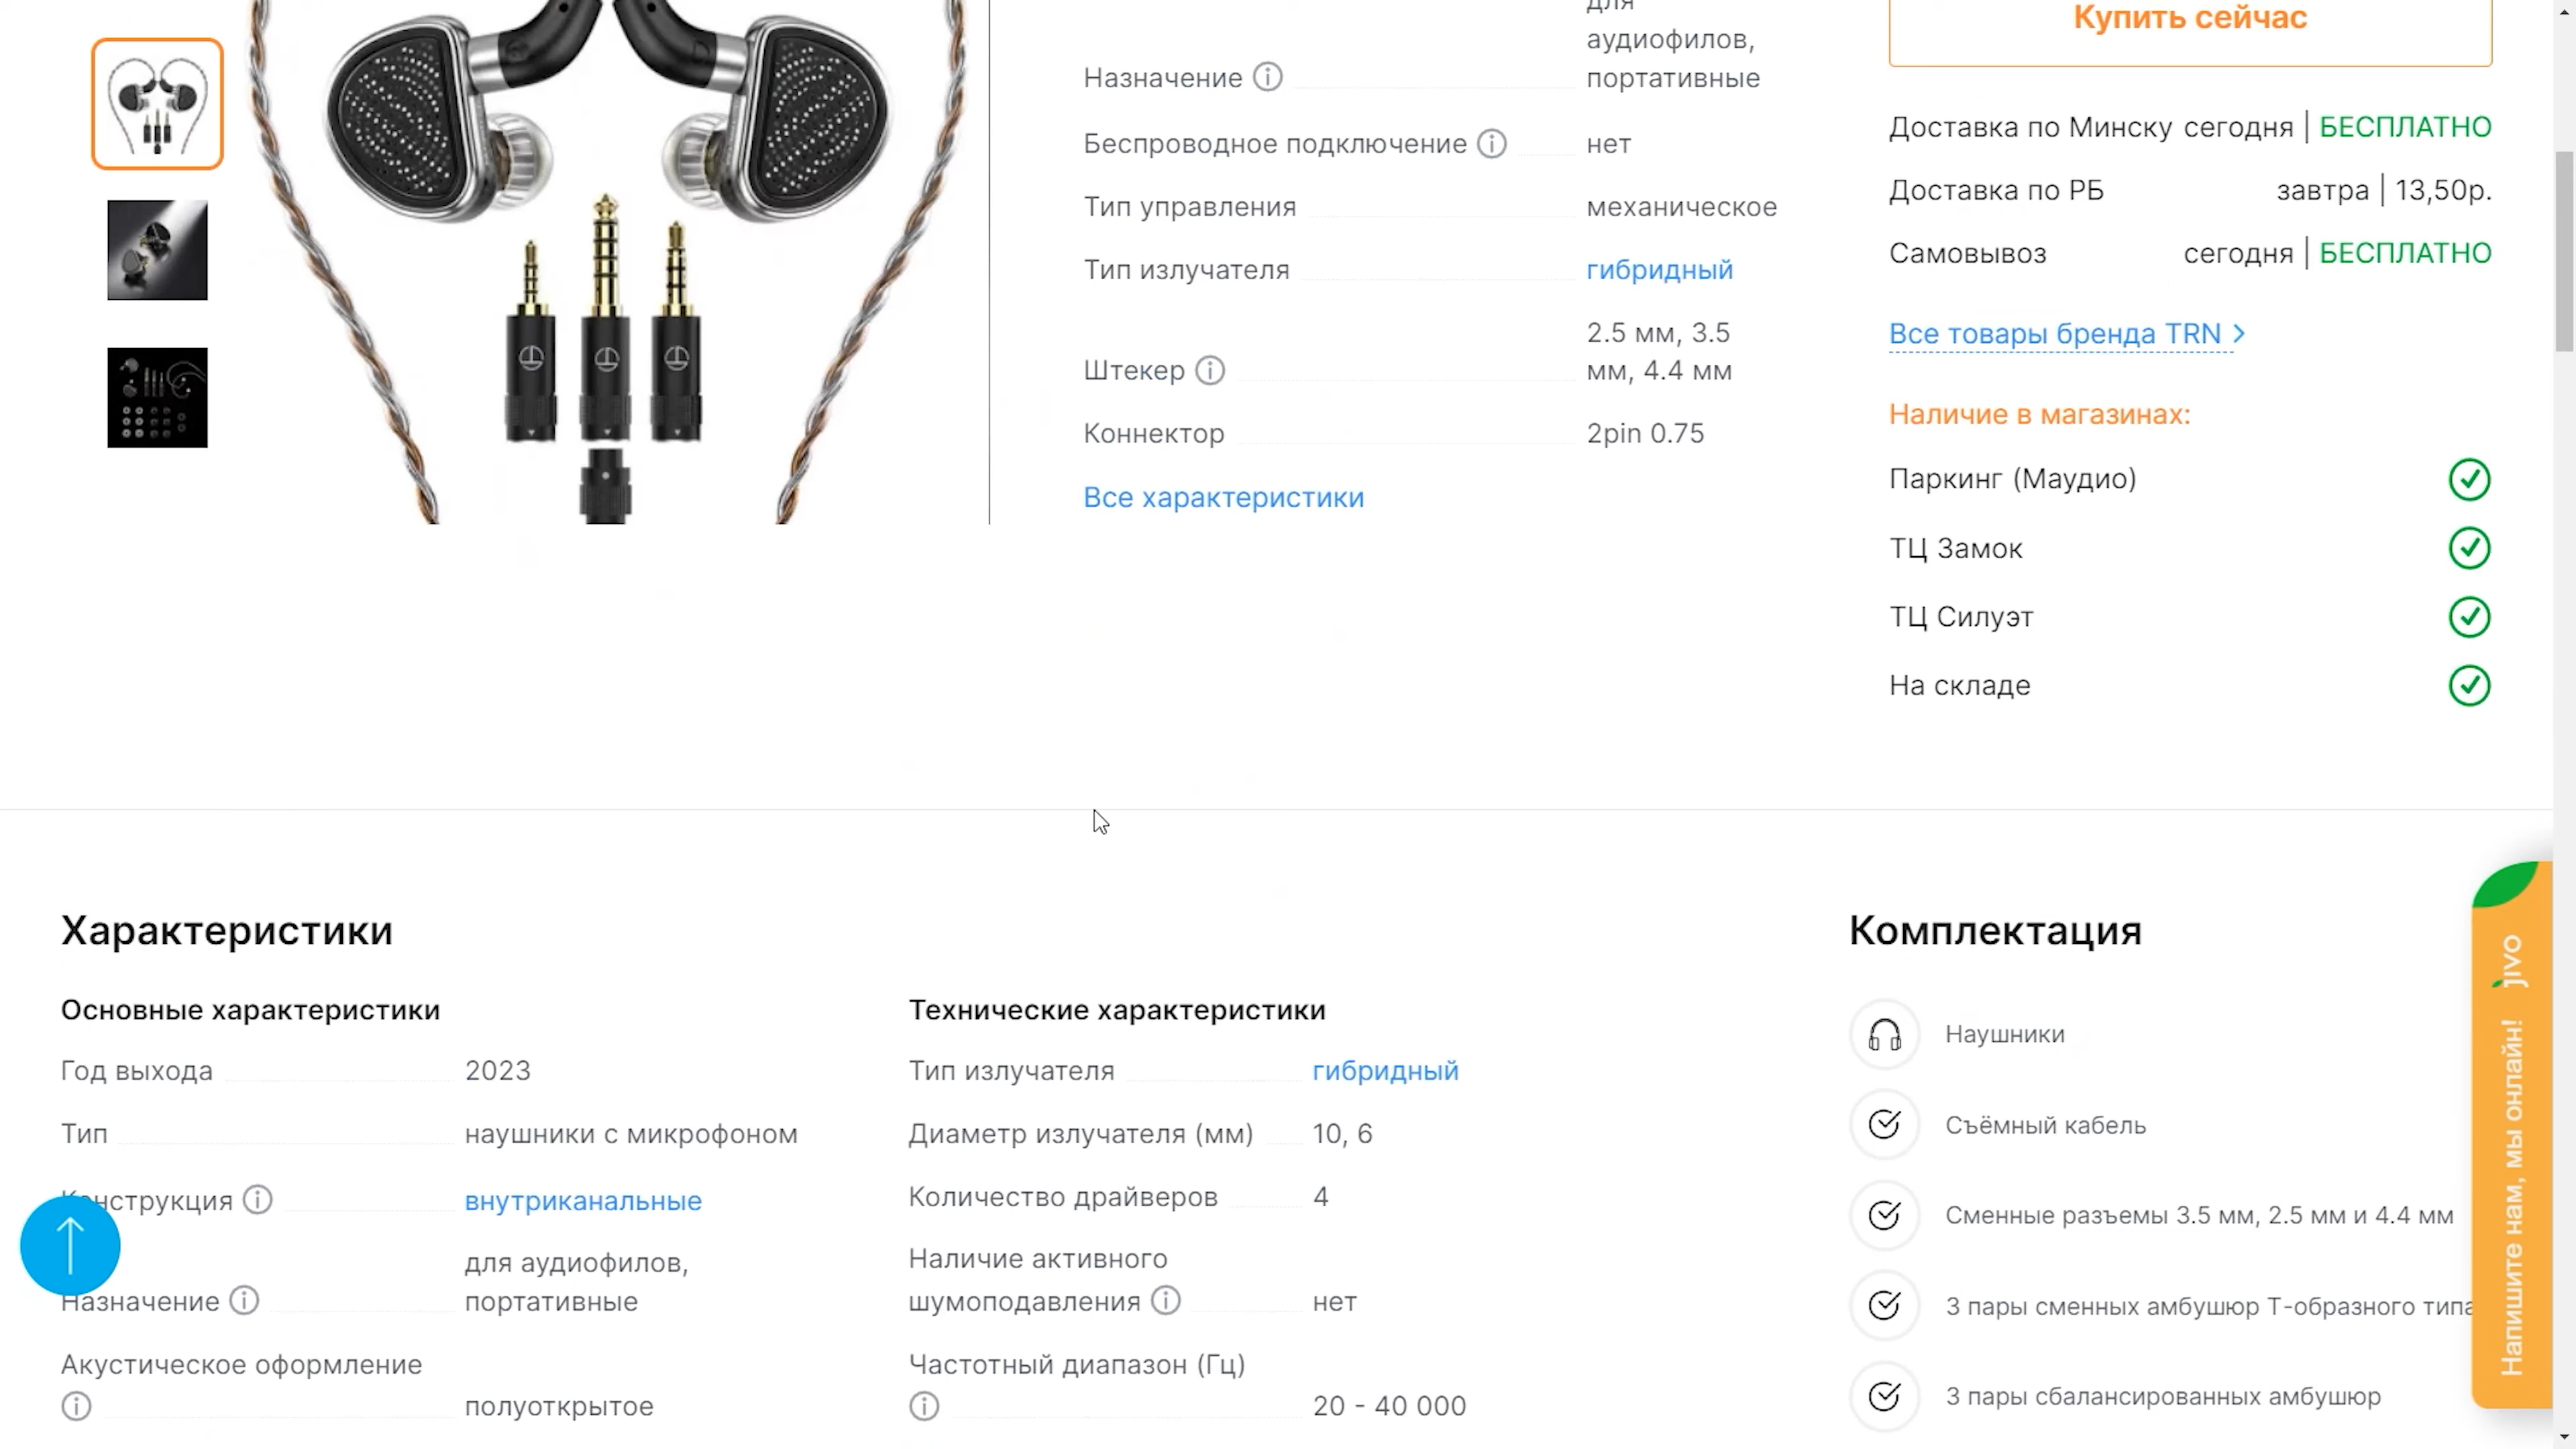 для
аудиофилов,
Назначение портативные
Беспроводное подключение нет
Тип управления механическое
Тип излучателя гибридный
2.5 мм, 3.5
Штекер мм, 4.4 мм
Коннектор 2pin 0.75
Все характеристики
Купить сейчас
Доставка по Минску сегодня | БЕСПЛАТНО
Доставка по РБ завтра | 13,50р.
Самовывоз сегодня | БЕСПЛАТНО
Все товары бренда TRN
Наличие в магазинах:
Паркинг (Маудио)
ТЦ Замок
ТЦ Силуэт
На складе
Характеристики
Основные характеристики
Год выхода 2023
Тип наушники с микрофоном
Конструкция внутриканальные
для аудиофилов,
Назначение портативные
Акустическое оформление
полуоткрытое
Технические характеристики
Тип излучателя гибридный
Диаметр излучателя (мм) 10, 6
Количество драйверов 4
Наличие активного
шумоподавления нет
Частотный диапазон (Гц)
20 - 40 000
Комплектация
Наушники
Съёмный кабель
Сменные разъемы 3.5 мм, 2.5 мм и 4.4 мм
3 пары сменных амбушюр Т-образного типа
3 пары сбалансированных амбушюр
Напишите нам, мы онлайн! jivo